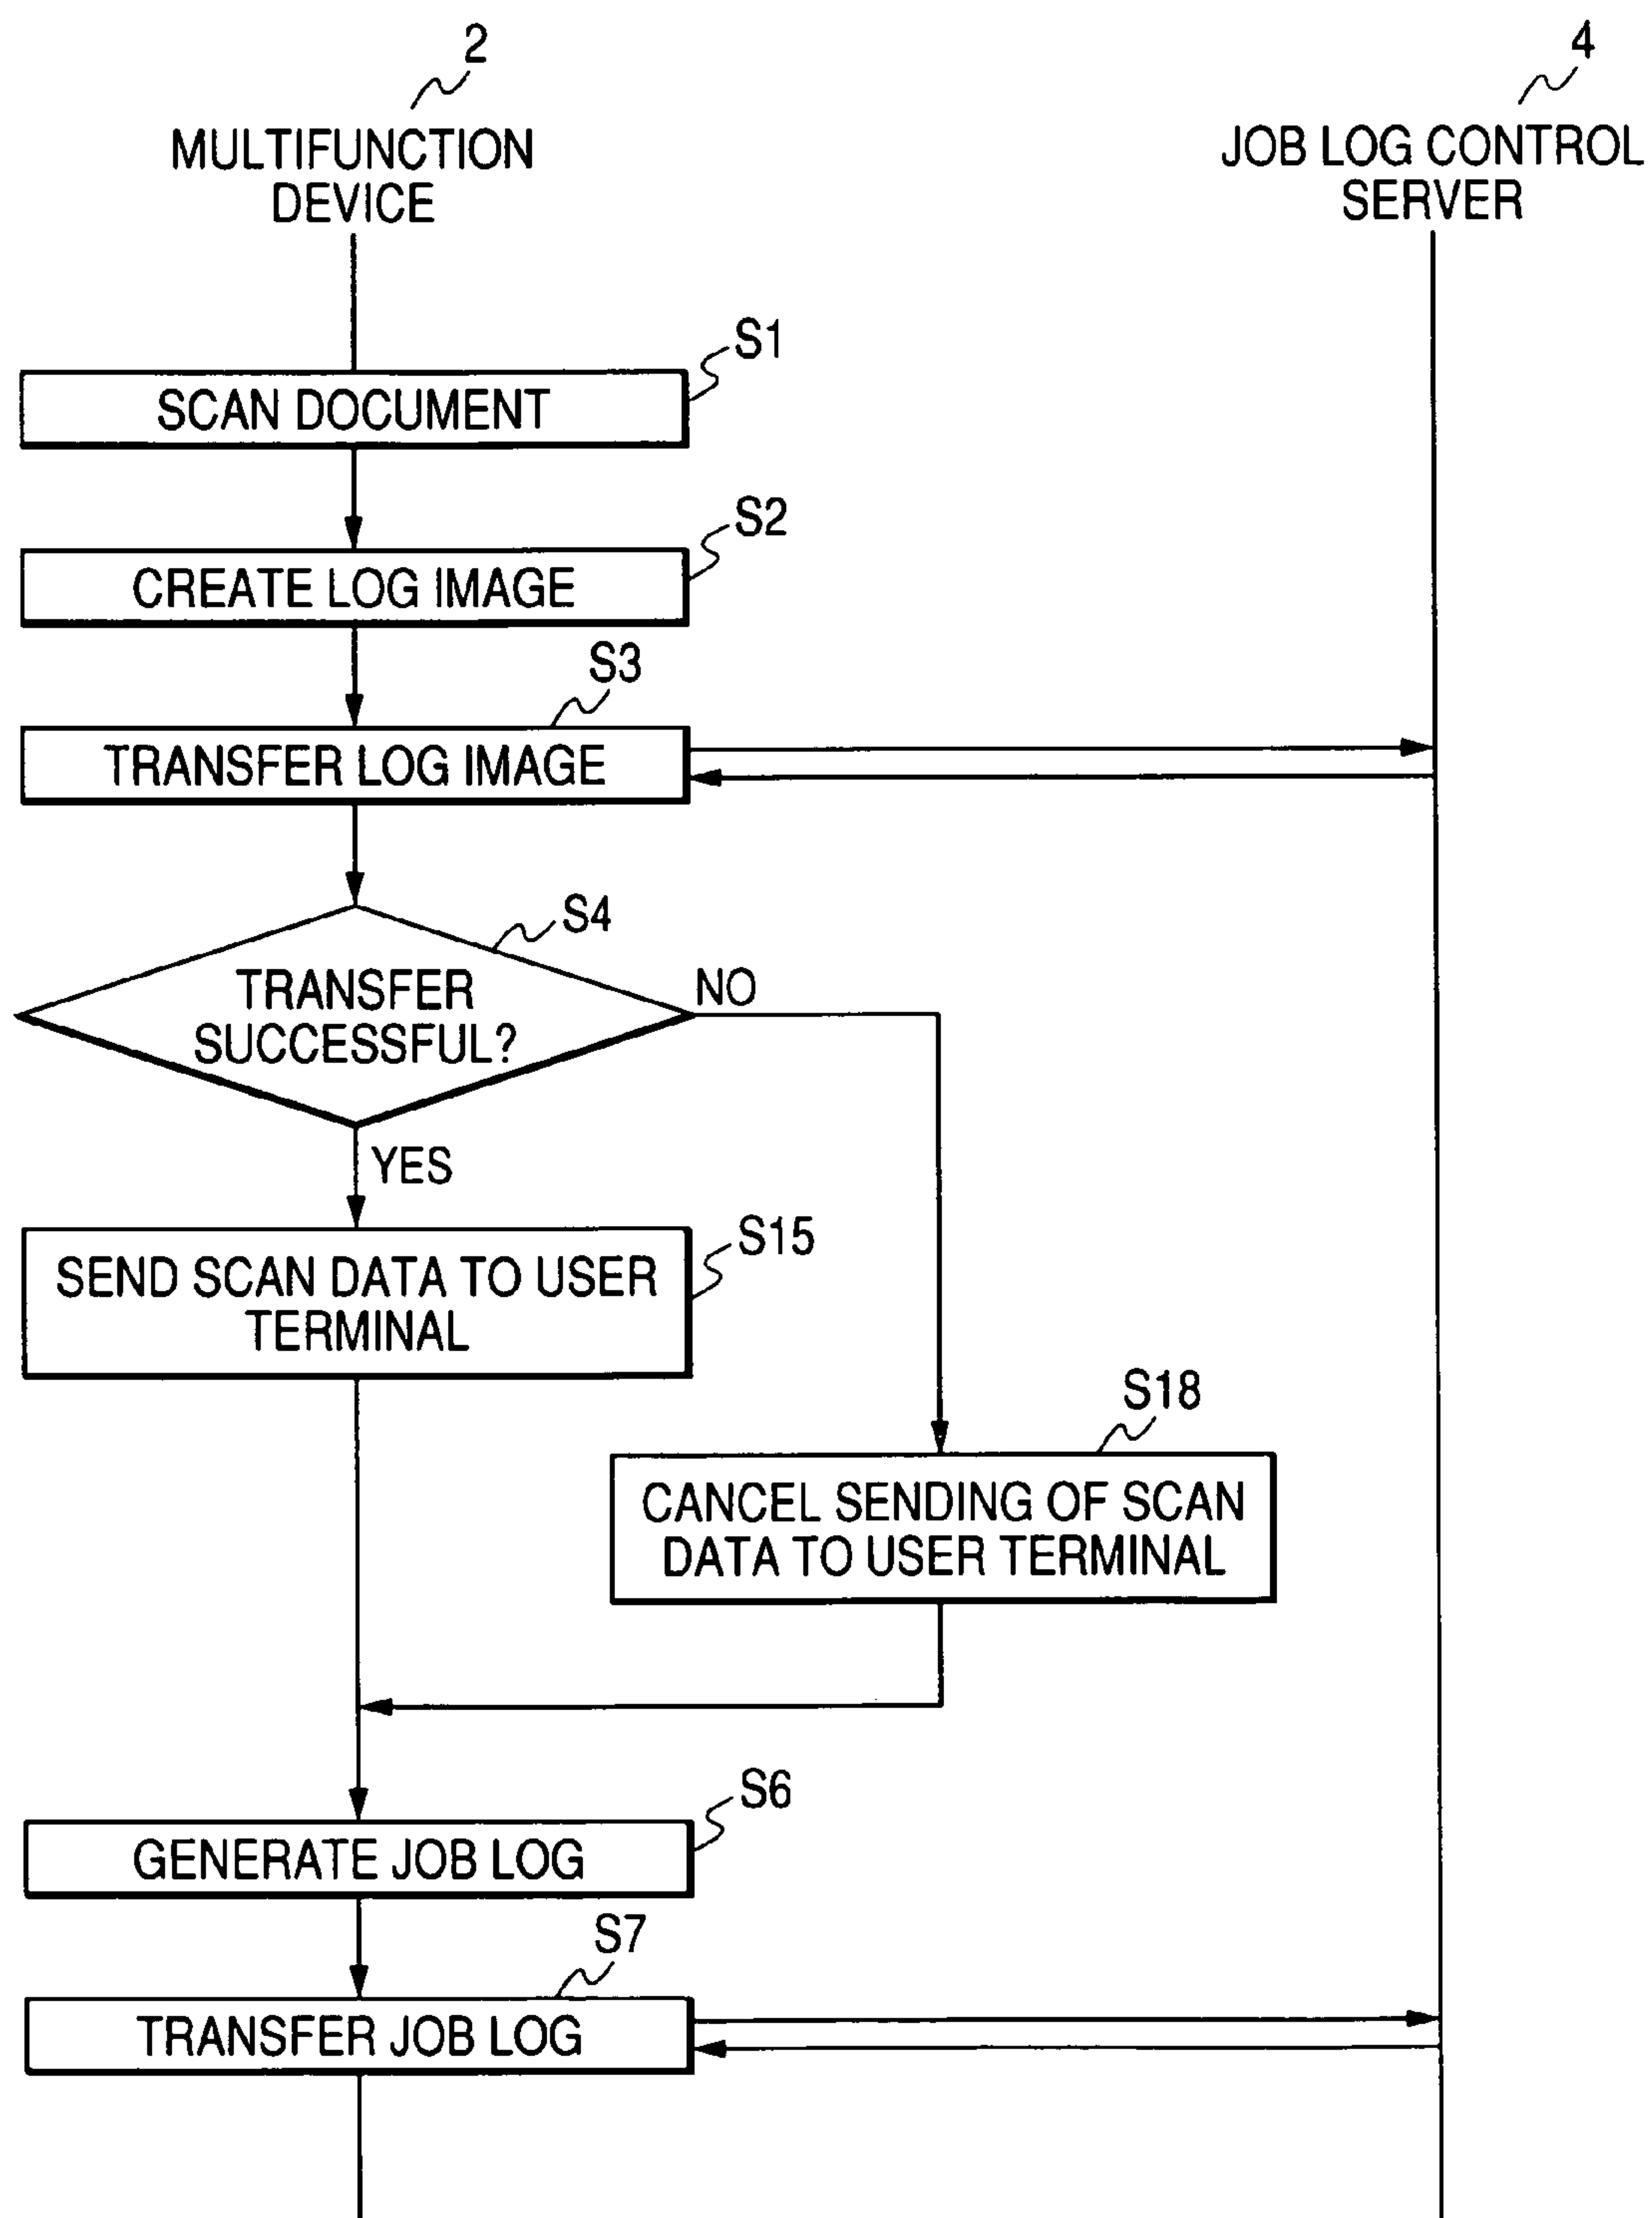 2
MULTIFUNCTION
DEVICE
4
JOB LOG CONTROL
SERVER
S1
SCAN DOCUMENT
S2
CREATE LOG IMAGE
S3
TRANSFER LOG IMAGE
S4
TRANSFER
SUCCESSFUL?
NO
YES
S15
SEND SCAN DATA TO USER
TERMINAL
S18
CANCEL SENDING OF SCAN
DATA TO USER TERMINAL
S6
GENERATE JOB LOG
S7
TRANSFER JOB LOG